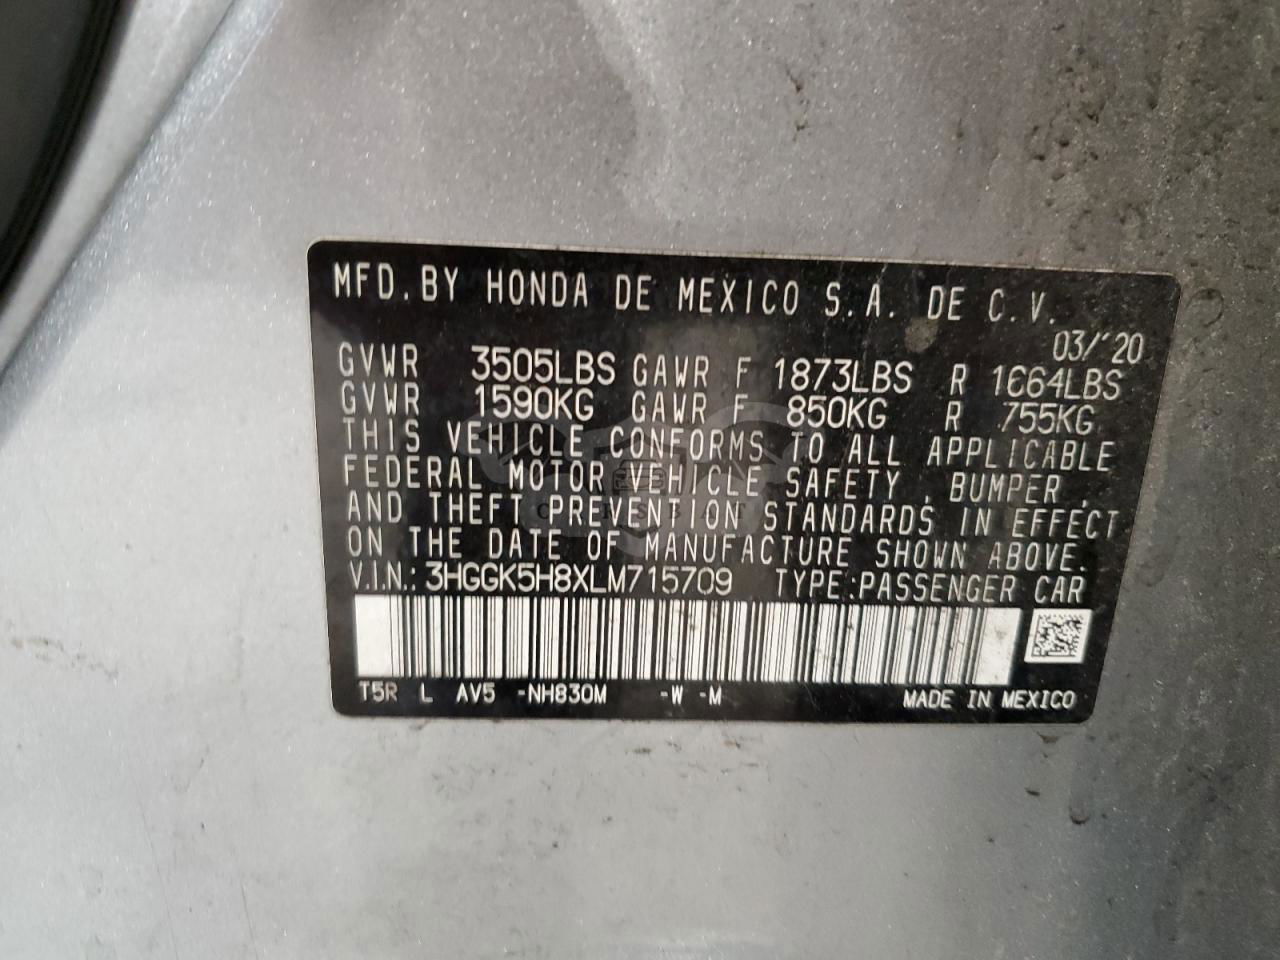 MFD. BY HONDA DE MEXICO S.A. DE C.V.
03/'20
GVWR 3505LBS GAWR F 1873LBS R 1664LBS
GVWR 1590KG GAWR F 850KG R 755KG
THIS VEHICLE CONFORMS TO ALL APPLICABLE
FEDERAL MOTOR VEHICLE SAFETY, BUMPER,
AND THEFT PREVENTION STANDARDS IN EFFECT
ON THE DATE OF MANUFACTURE SHOWN ABOVE.
V.I.N.: 3HGGK5H8XLM715709 TYPE:PASSENGER CAR
T5R L AV5 -NH830M -W -M MADE IN MEXICO